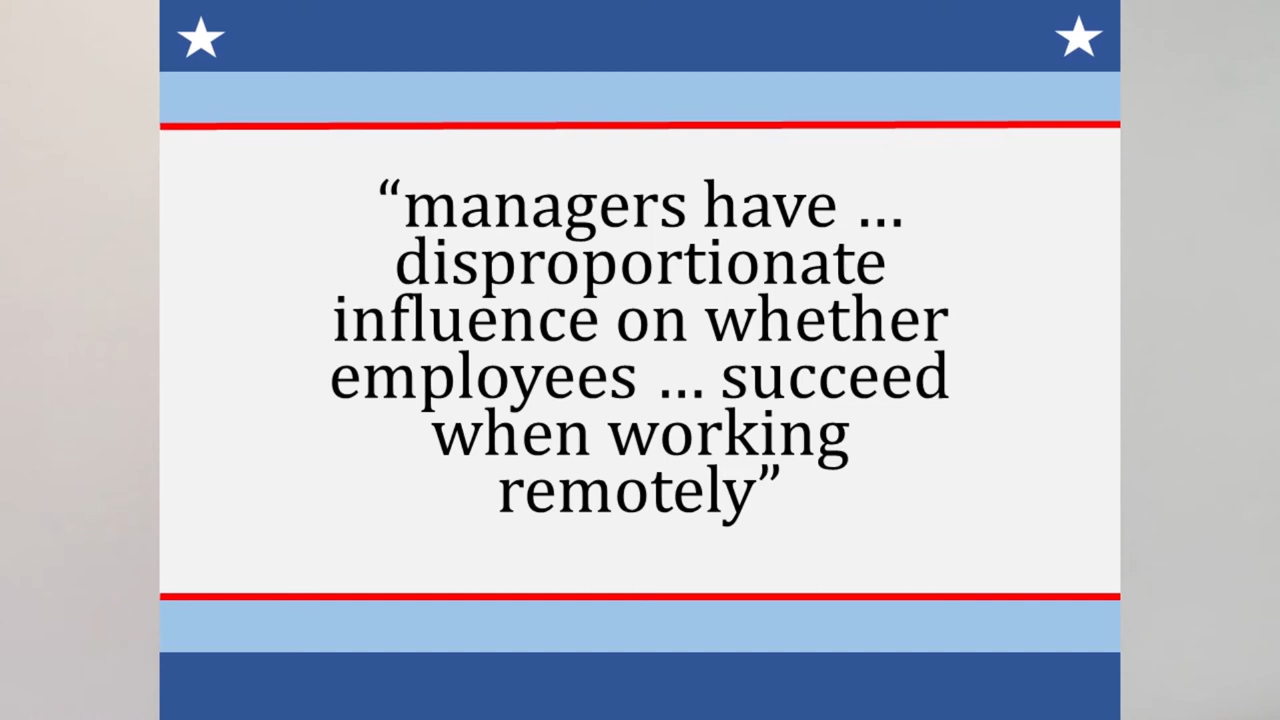 “managers have …
disproportionate
influence on whether
employees … succeed
when working
remotely”